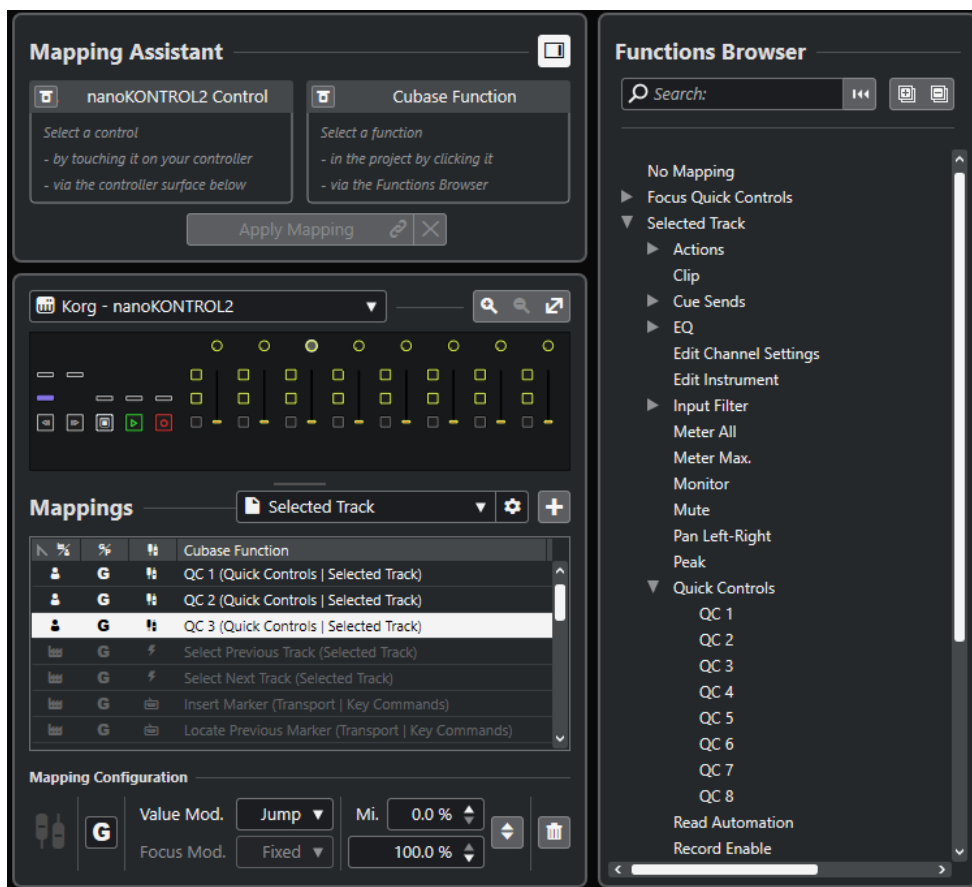 Mapping Assistant
nanoKONTROL2 Control
Select a control
- by touching it on your controller
- via the controller surface below
Cubase Function
Select a function
- in the project by clicking it
- via the Functions Browser
Apply Mapping
Korg - nanoKONTROL2
Mappings
Selected Track
Cubase Function
G QC 1 (Quick Controls | Selected Track)
G QC 2 (Quick Controls | Selected Track)
G QC 3 (Quick Controls | Selected Track)
G Select Previous Track (Selected Track)
G Select Next Track (Selected Track)
G Insert Marker (Transport | Key Commands)
G Locate Previous Marker (Transport | Key Commands)
Mapping Configuration
G
Value Mod. Jump Mi. 0.0 %
Focus Mod. Fixed 100.0 %
Functions Browser
Search:
No Mapping
Focus Quick Controls
Selected Track
Actions
Clip
Cue Sends
EQ
Edit Channel Settings
Edit Instrument
Input Filter
Meter All
Meter Max.
Monitor
Mute
Pan Left-Right
Peak
Quick Controls
QC 1
QC 2
QC 3
QC 4
QC 5
QC 6
QC 7
QC 8
Read Automation
Record Enable